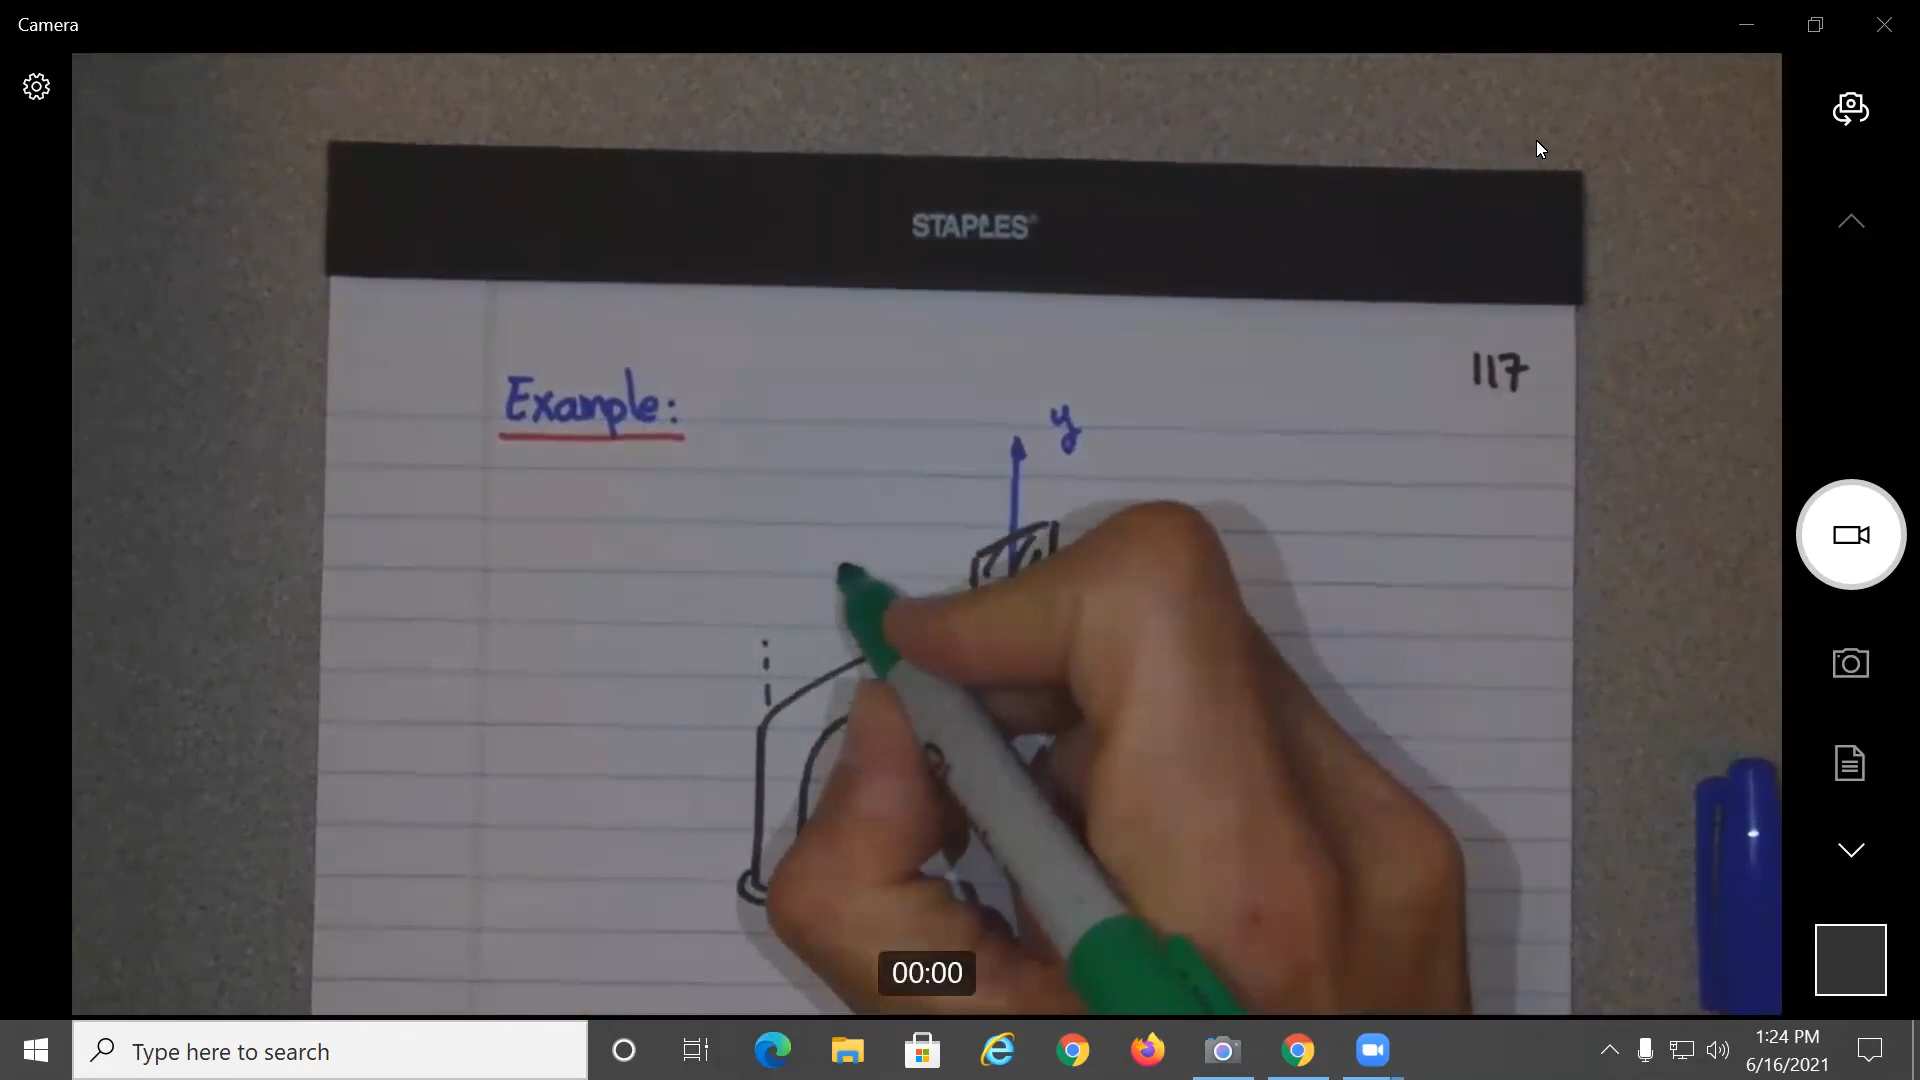 Camera
STAPLES
117
Example:
y
00:00
Type here to search
1:24 PM
6/16/2021